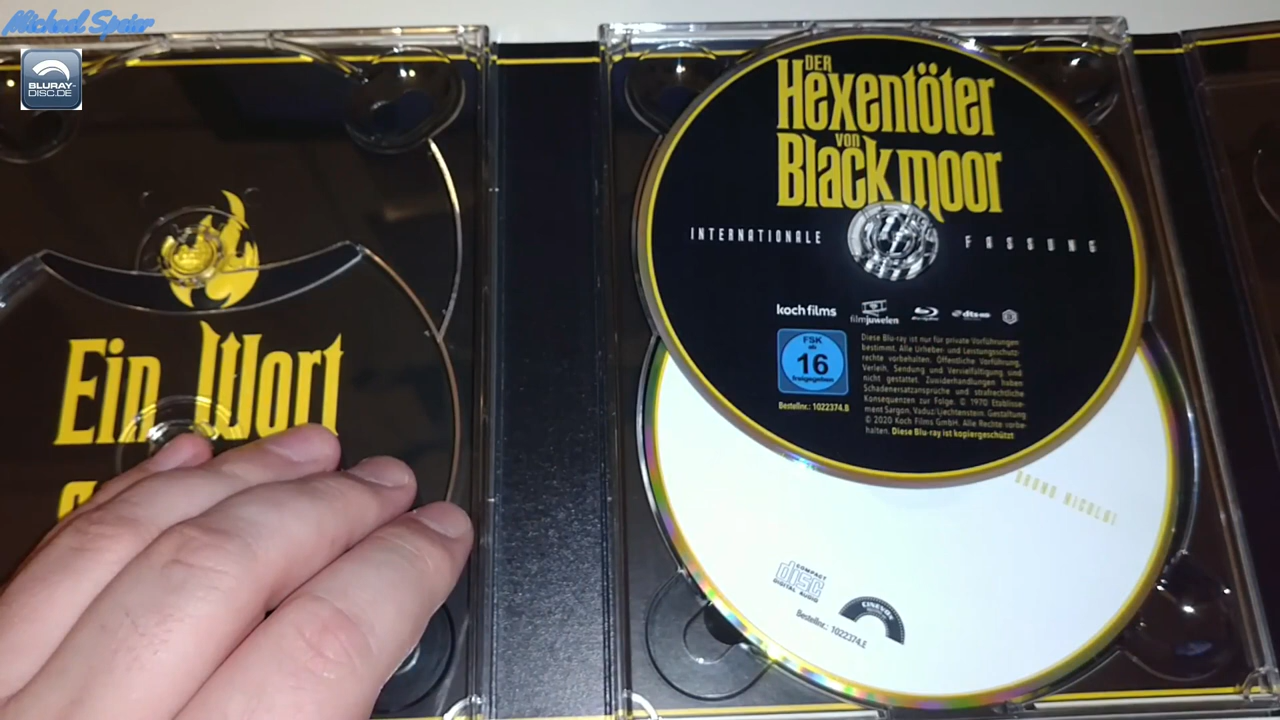 Michael Speier
BLURAY-
DISC.DE
Ein Wort
DER
Hexentöter
VON
Blackmoor
INTERNATIONALE FASSUNG
koch films
filmjuwelen
dts-HD
FSK
ab
16
freigegeben
Bestellnr.: 1022374.B
Diese Blu-ray ist nur für private Vorführungen
bestimmt. Alle Urheber- und Leistungsschutz-
rechte vorbehalten. Öffentliche Vorführung,
Verleih, Sendung und Vervielfältigung sind
nicht gestattet. Zuwiderhandlungen haben
Schadenersatzansprüche und strafrechtliche
Konsequenzen zur Folge. © 1970 Etablisse-
ment Sargon, Vaduz/Liechtenstein. Gestaltung
© 2020 Koch Films GmbH. Alle Rechte vorbe-
halten. Diese Blu-ray ist kopiergeschützt
BRUNO NICOLAI
COMPACT
disc
DIGITAL AUDIO
CINEVOX
Bestellnr.: 1022374.E